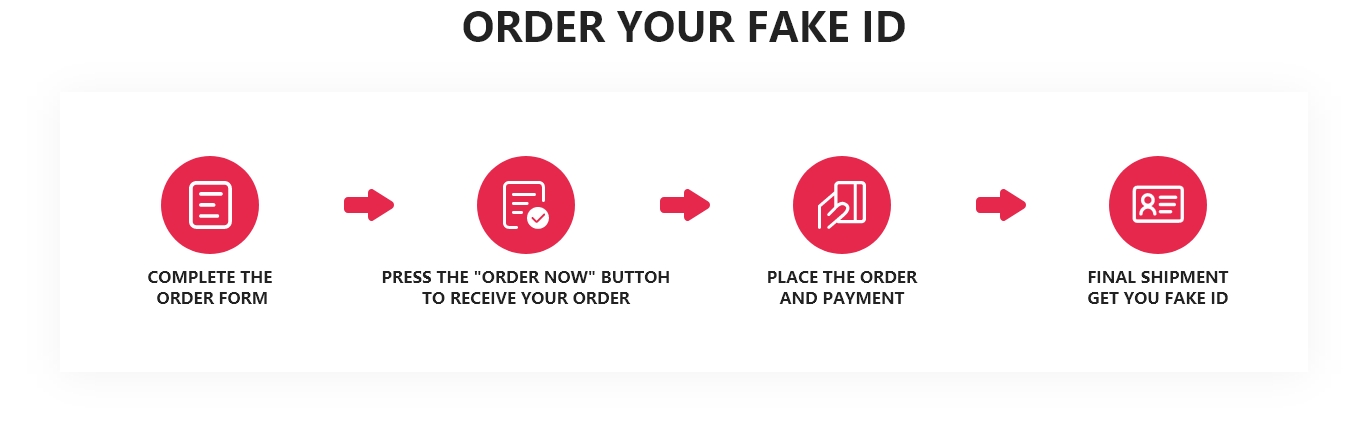 ORDER YOUR FAKE ID
COMPLETE THE
ORDER FORM
PRESS THE "ORDER NOW" BUTTOH
TO RECEIVE YOUR ORDER
PLACE THE ORDER
AND PAYMENT
FINAL SHIPMENT
GET YOU FAKE ID